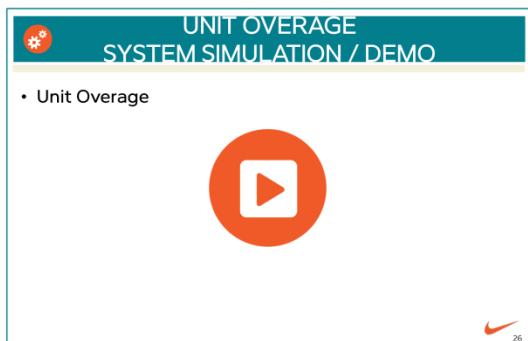 UNIT OVERAGE
SYSTEM SIMULATION / DEMO
• Unit Overage
26